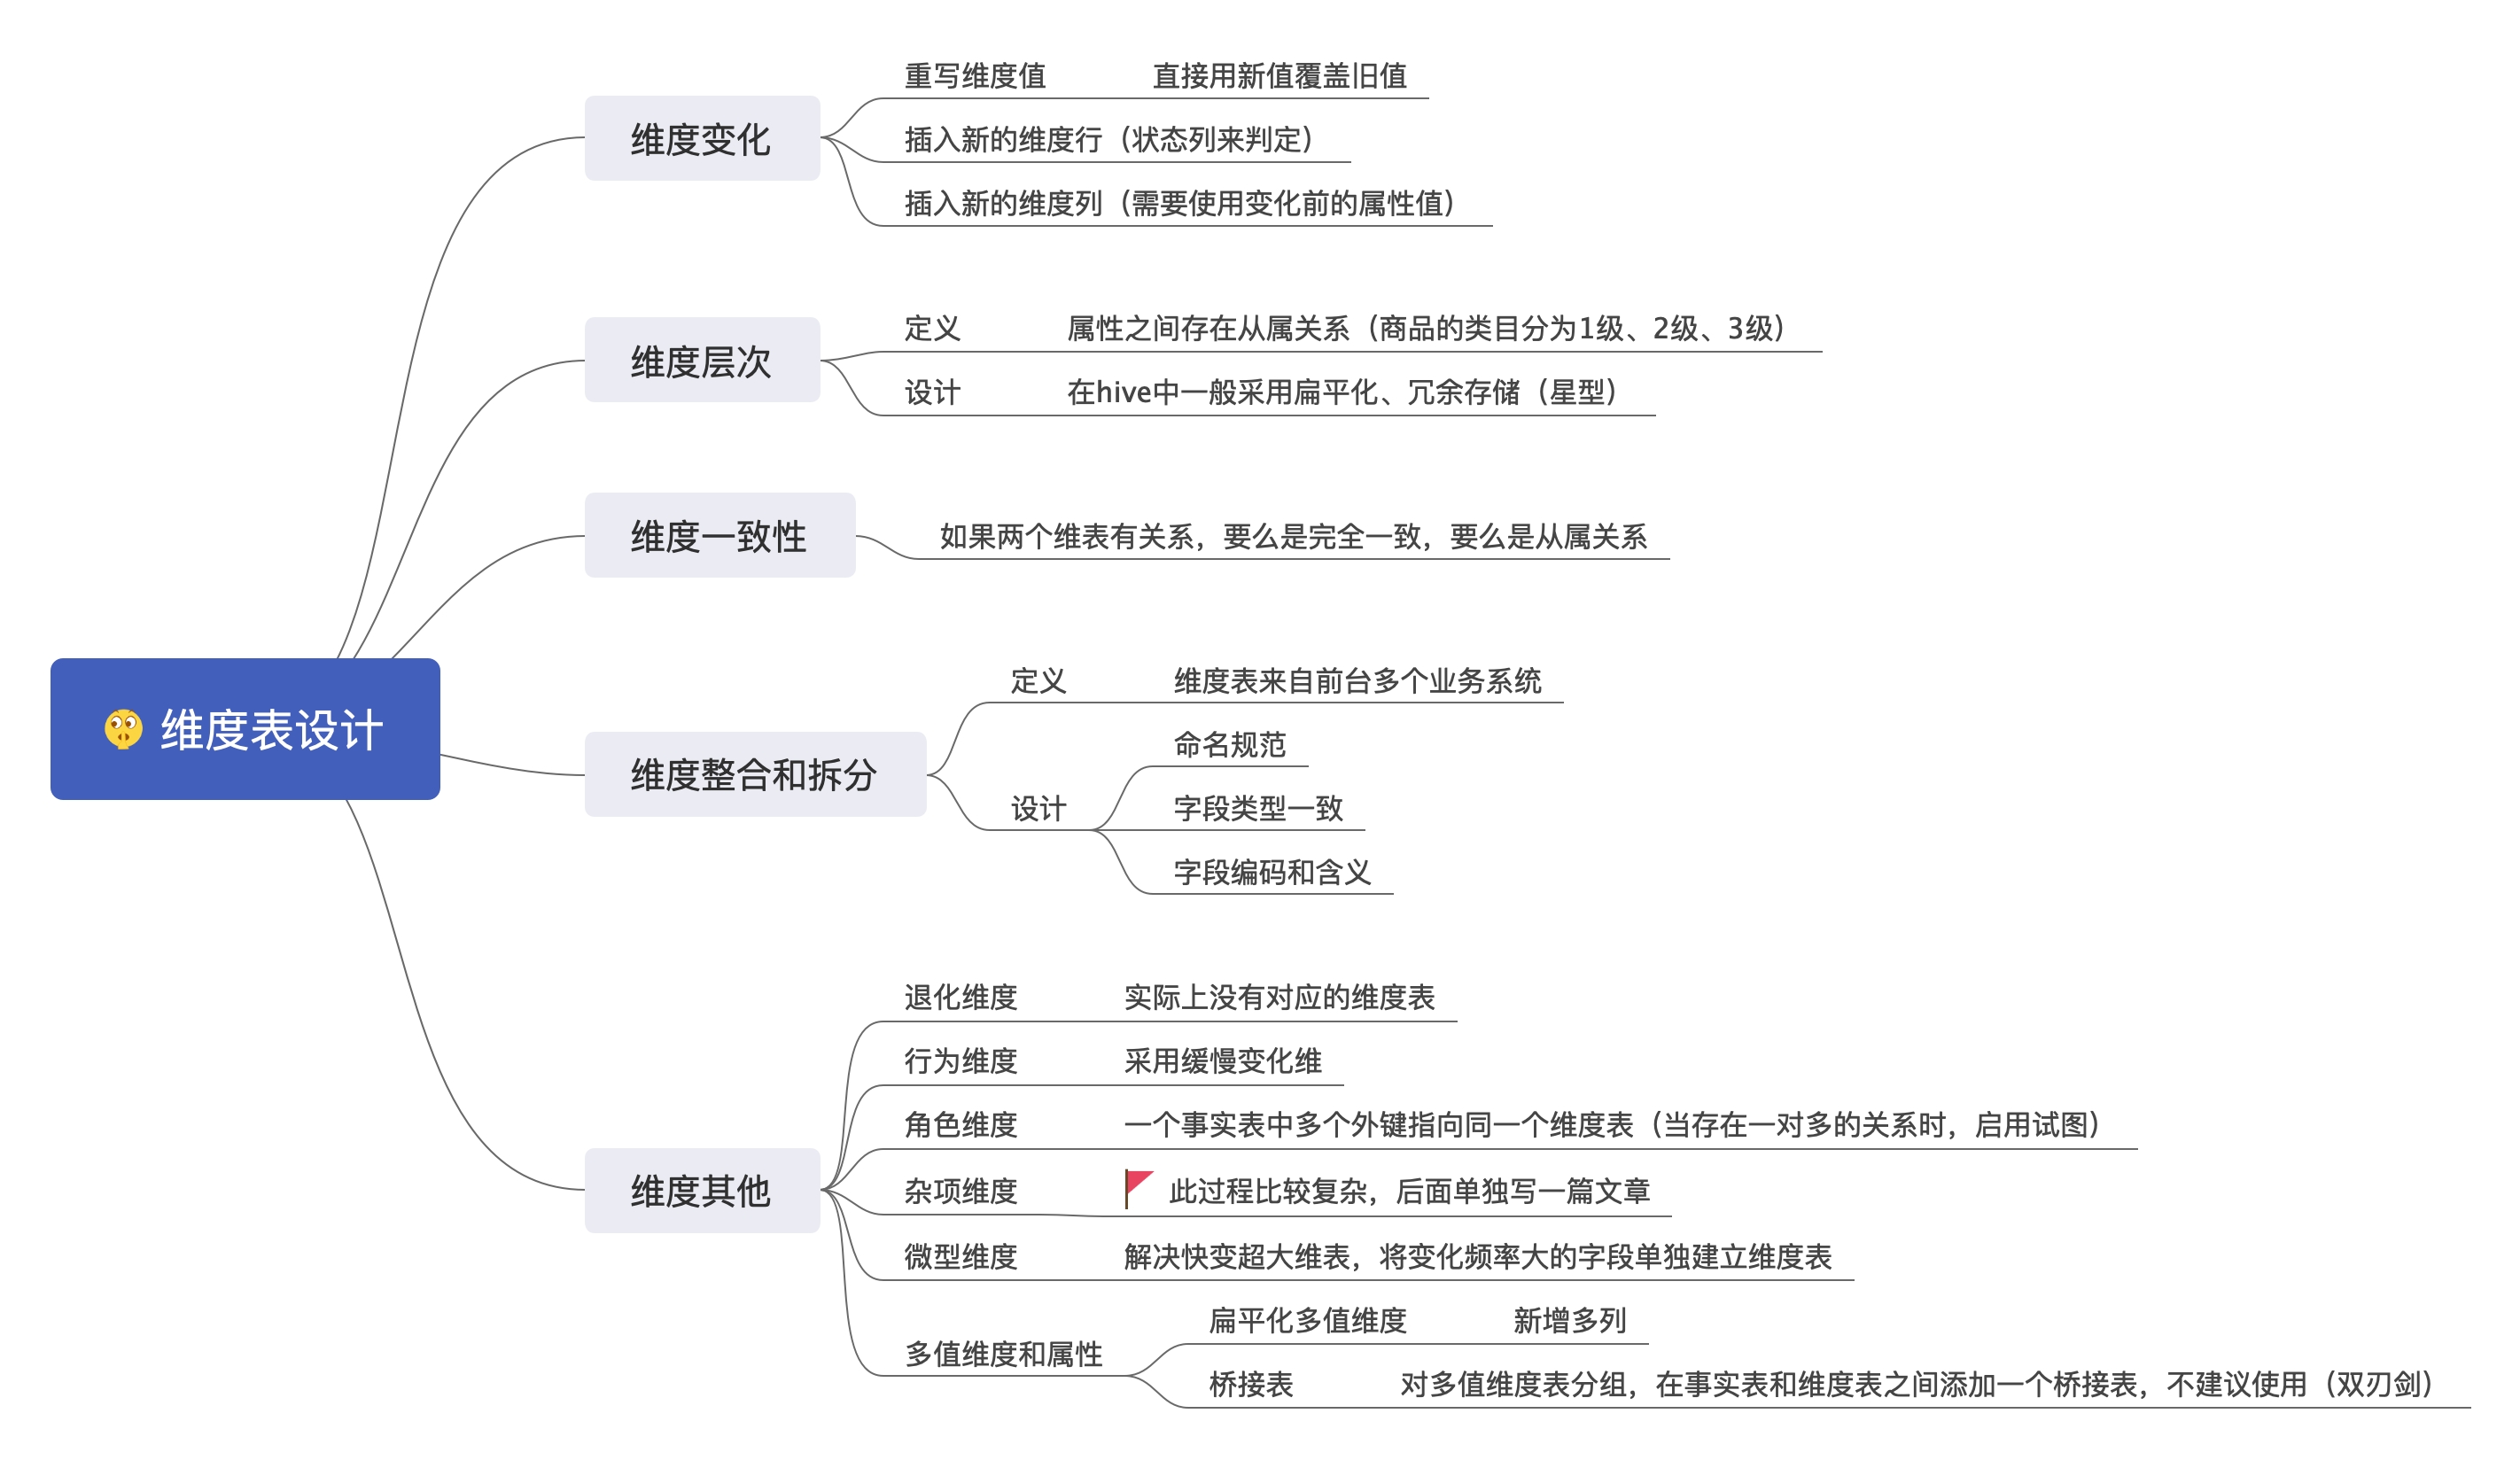 维度表设计
维度变化
重写维度值 直接用新值覆盖旧值
插入新的维度行（状态列来判定）
插入新的维度列（需要使用变化前的属性值）
维度层次
定义 属性之间存在从属关系（商品的类目分为1级、2级、3级）
设计 在hive中一般采用扁平化、冗余存储（星型）
维度一致性
如果两个维表有关系，要么是完全一致，要么是从属关系
维度整合和拆分
定义 维度表来自前台多个业务系统
设计
命名规范
字段类型一致
字段编码和含义
维度其他
退化维度 实际上没有对应的维度表
行为维度 采用缓慢变化维
角色维度 一个事实表中多个外键指向同一个维度表（当存在一对多的关系时，启用试图）
杂项维度 此过程比较复杂，后面单独写一篇文章
微型维度 解决快变超大维表，将变化频率大的字段单独建立维度表
多值维度和属性
扁平化多值维度 新增多列
桥接表 对多值维度表分组，在事实表和维度表之间添加一个桥接表，不建议使用（双刃剑）